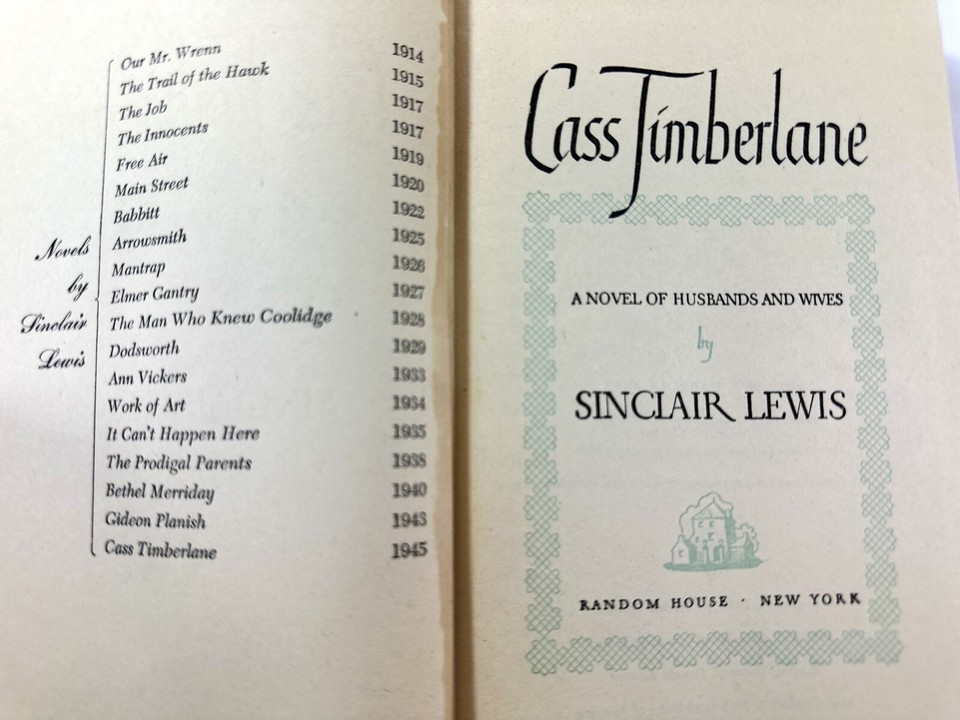 Novels
by
Sinclair
Lewis
Our Mr. Wrenn 1914
The Trail of the Hawk 1915
The Job 1917
The Innocents 1917
Free Air 1919
Main Street 1920
Babbitt 1922
Arrowsmith 1925
Mantrap 1926
Elmer Gantry 1927
The Man Who Knew Coolidge 1928
Dodsworth 1929
Ann Vickers 1933
Work of Art 1934
It Can't Happen Here 1935
The Prodigal Parents 1938
Bethel Merriday 1940
Gideon Planish 1943
Cass Timberlane 1945
Cass Timberlane
A NOVEL OF HUSBANDS AND WIVES
by
SINCLAIR LEWIS
RANDOM HOUSE · NEW YORK